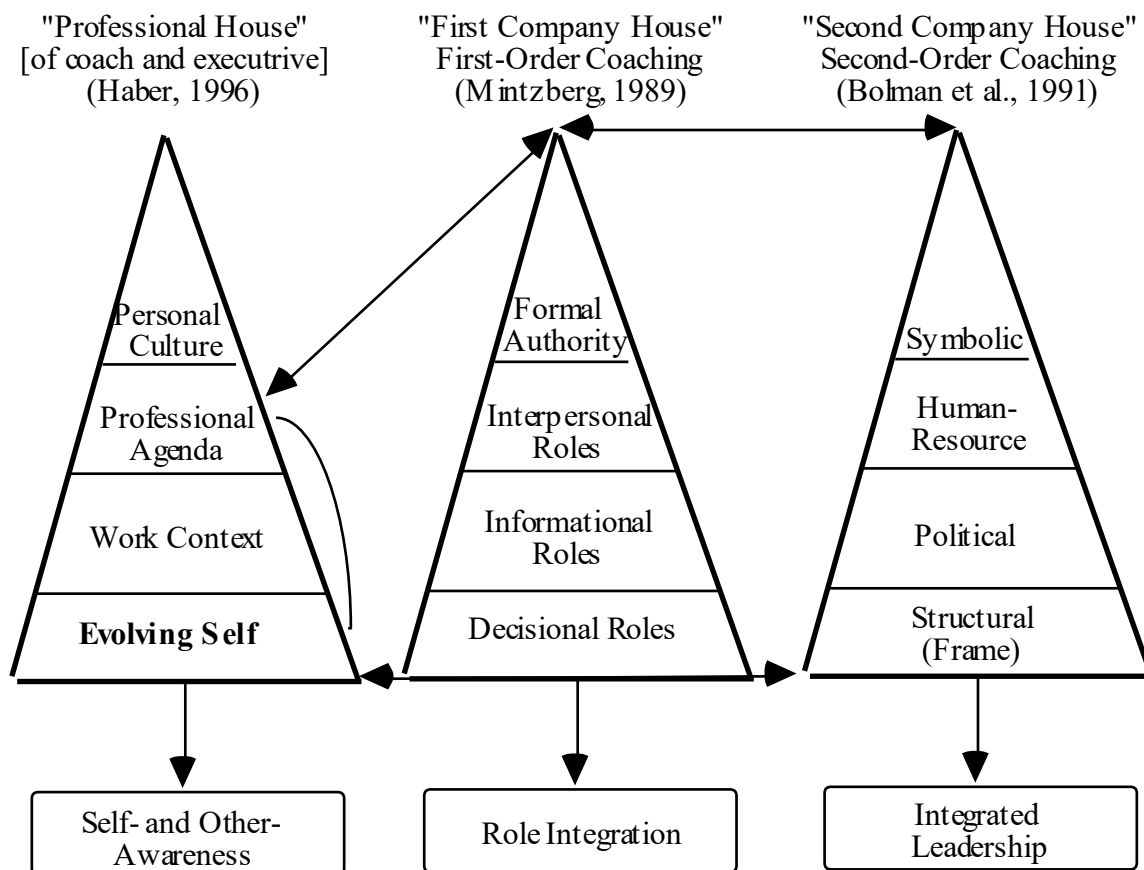 "Professional House"
[of coach and executrive]
(Haber, 1996)
"First Company House"
First-Order Coaching
(Mintzberg, 1989)
"Second Company House"
Second-Order Coaching
(Bolman et al., 1991)
Personal
Culture
Professional
Agenda
Work Context
Evolving Self
Formal
Authority
Interpersonal
Roles
Informational
Roles
Decisional Roles
Symbolic
Human-
Resource
Political
Structural
(Frame)
Self- and Other-
Awareness
Role Integration
Integrated
Leadership